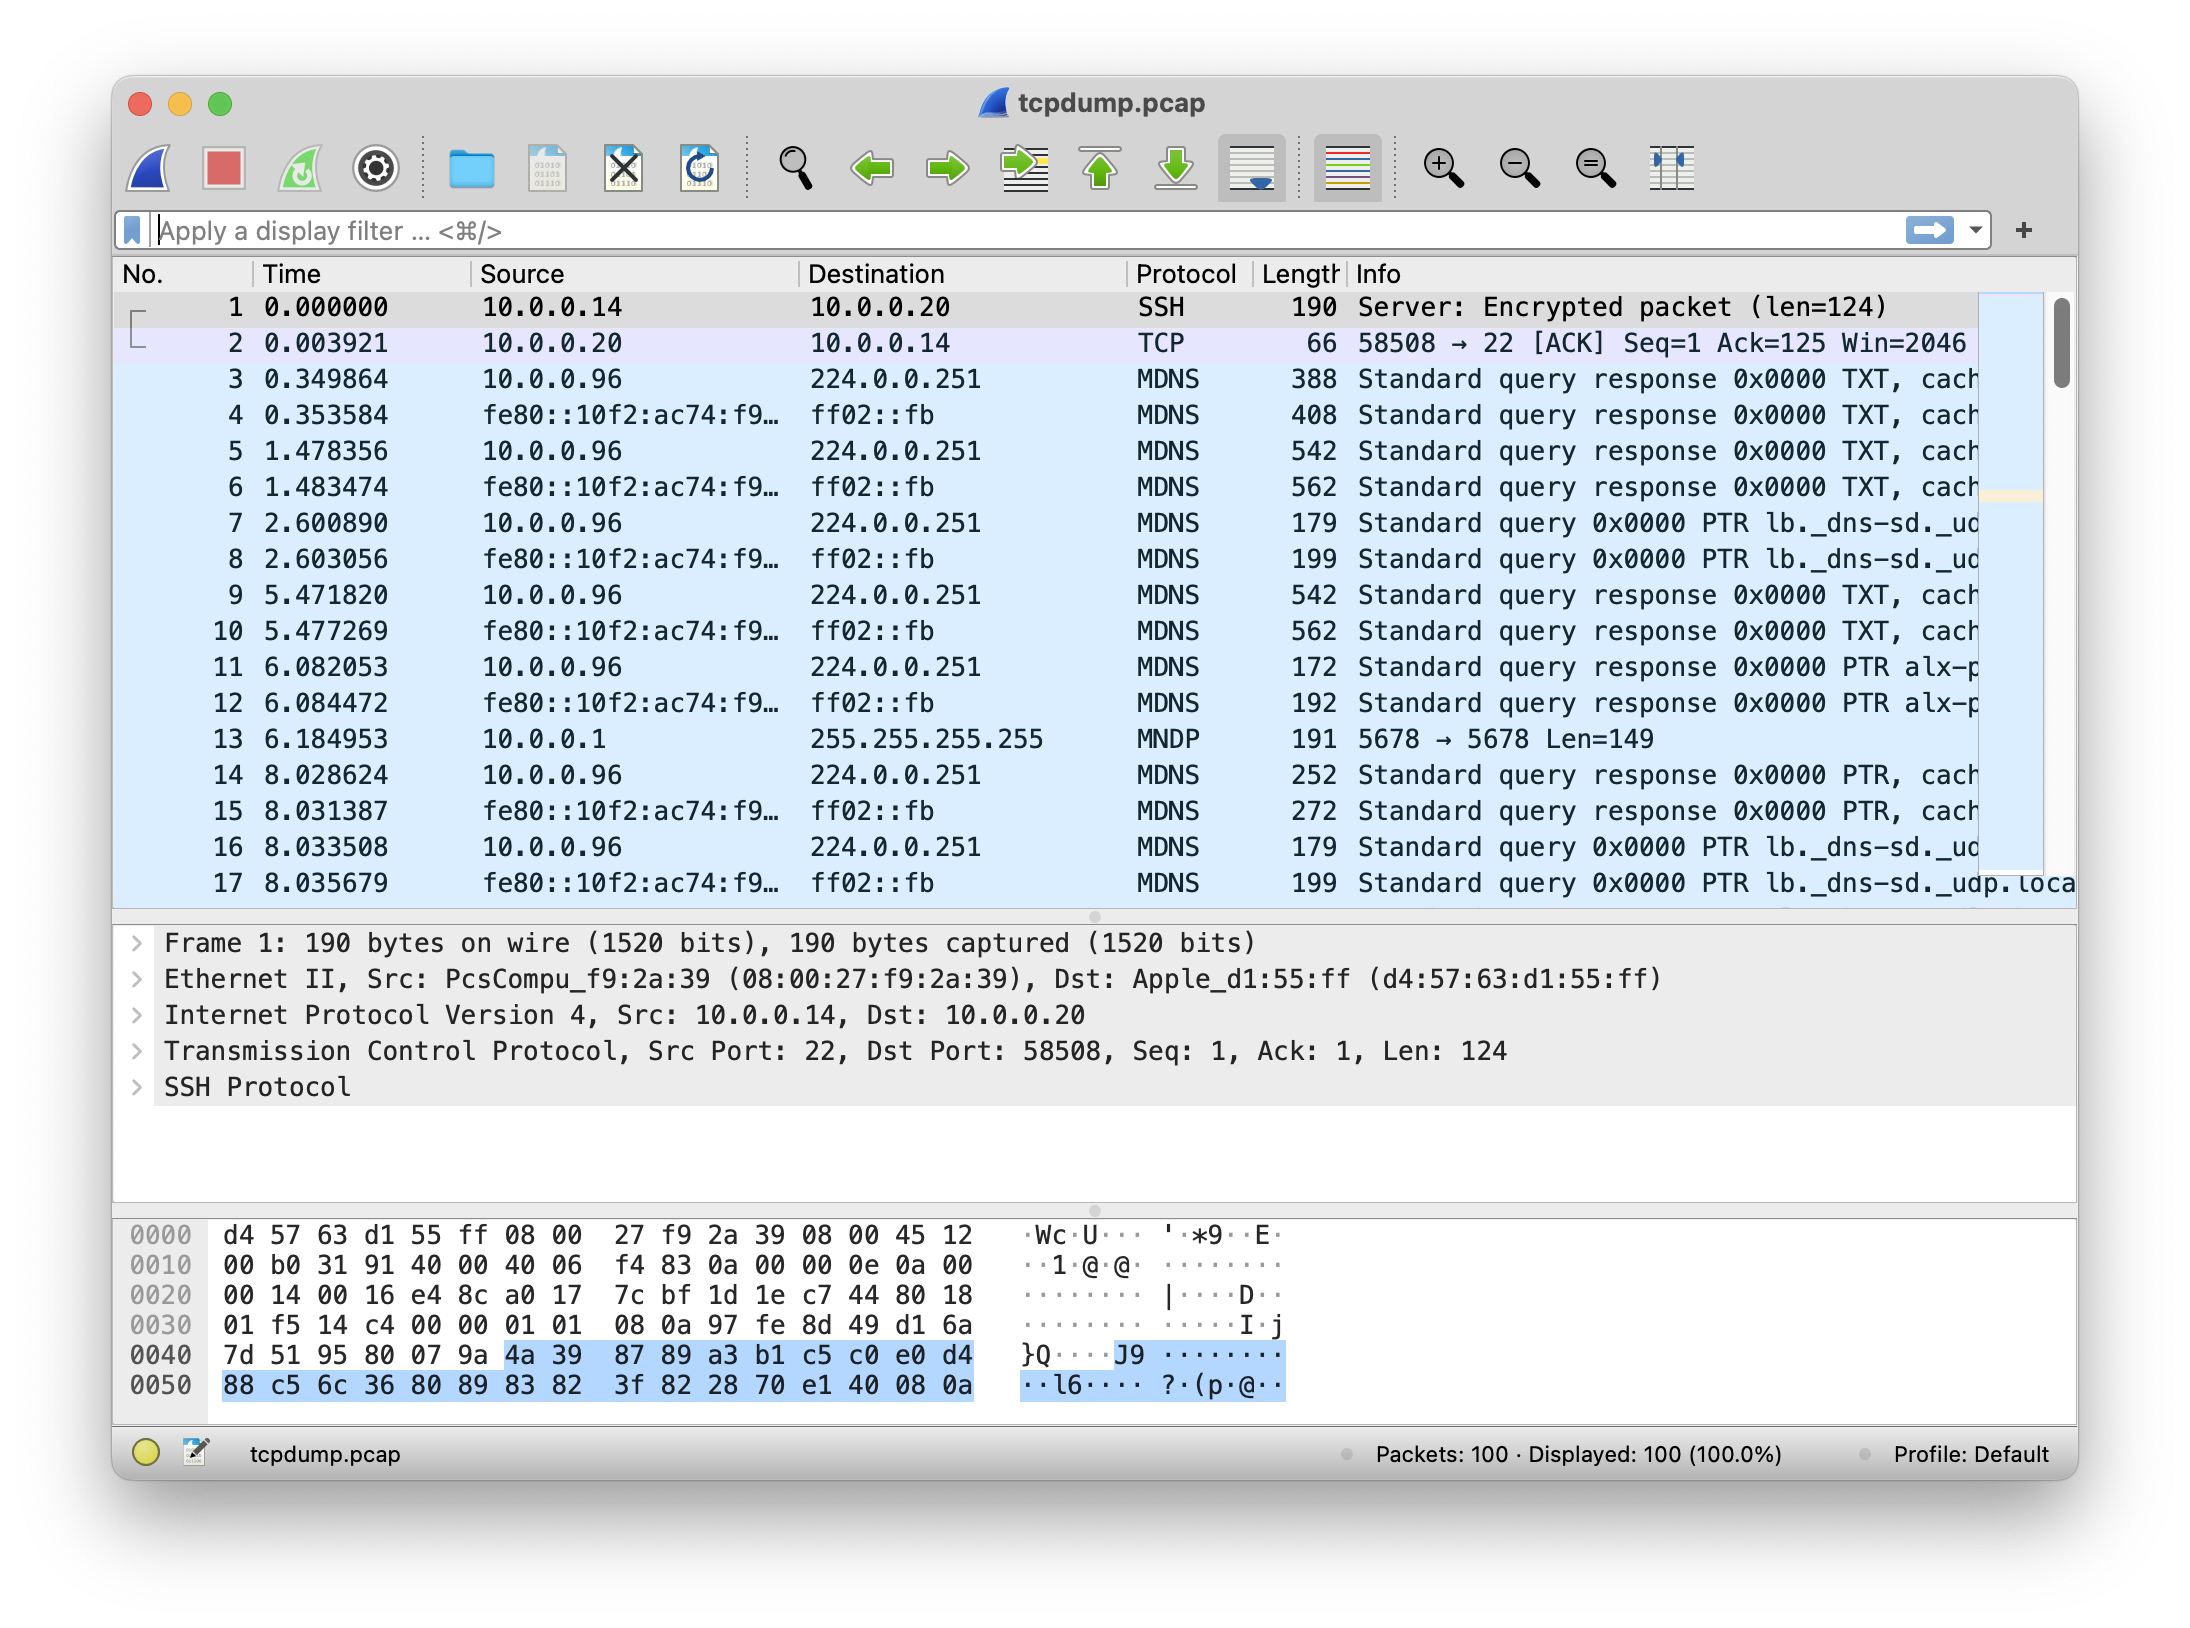 tcpdump.pcap
Apply a display filter ... <⌘/>
No. Time Source Destination Protocol Length Info
1 0.000000 10.0.0.14 10.0.0.20 SSH 190 Server: Encrypted packet (len=124)
2 0.003921 10.0.0.20 10.0.0.14 TCP 66 58508 → 22 [ACK] Seq=1 Ack=125 Win=2046
3 0.349864 10.0.0.96 224.0.0.251 MDNS 388 Standard query response 0x0000 TXT, cach
4 0.353584 fe80::10f2:ac74:f9… ff02::fb MDNS 408 Standard query response 0x0000 TXT, cach
5 1.478356 10.0.0.96 224.0.0.251 MDNS 542 Standard query response 0x0000 TXT, cach
6 1.483474 fe80::10f2:ac74:f9… ff02::fb MDNS 562 Standard query response 0x0000 TXT, cach
7 2.600890 10.0.0.96 224.0.0.251 MDNS 179 Standard query 0x0000 PTR lb._dns-sd._ud
8 2.603056 fe80::10f2:ac74:f9… ff02::fb MDNS 199 Standard query 0x0000 PTR lb._dns-sd._ud
9 5.471820 10.0.0.96 224.0.0.251 MDNS 542 Standard query response 0x0000 TXT, cach
10 5.477269 fe80::10f2:ac74:f9… ff02::fb MDNS 562 Standard query response 0x0000 TXT, cach
11 6.082053 10.0.0.96 224.0.0.251 MDNS 172 Standard query response 0x0000 PTR alx-p
12 6.084472 fe80::10f2:ac74:f9… ff02::fb MDNS 192 Standard query response 0x0000 PTR alx-p
13 6.184953 10.0.0.1 255.255.255.255 MNDP 191 5678 → 5678 Len=149
14 8.028624 10.0.0.96 224.0.0.251 MDNS 252 Standard query response 0x0000 PTR, cach
15 8.031387 fe80::10f2:ac74:f9… ff02::fb MDNS 272 Standard query response 0x0000 PTR, cach
16 8.033508 10.0.0.96 224.0.0.251 MDNS 179 Standard query 0x0000 PTR lb._dns-sd._ud
17 8.035679 fe80::10f2:ac74:f9… ff02::fb MDNS 199 Standard query 0x0000 PTR lb._dns-sd._udp.loca
Frame 1: 190 bytes on wire (1520 bits), 190 bytes captured (1520 bits)
Ethernet II, Src: PcsCompu_f9:2a:39 (08:00:27:f9:2a:39), Dst: Apple_d1:55:ff (d4:57:63:d1:55:ff)
Internet Protocol Version 4, Src: 10.0.0.14, Dst: 10.0.0.20
Transmission Control Protocol, Src Port: 22, Dst Port: 58508, Seq: 1, Ack: 1, Len: 124
SSH Protocol
0000 d4 57 63 d1 55 ff 08 00 27 f9 2a 39 08 00 45 12 ·Wc·U··· '·*9··E·
0010 00 b0 31 91 40 00 40 06 f4 83 0a 00 00 0e 0a 00 ··1·@·@· ········
0020 00 14 00 16 e4 8c a0 17 7c bf 1d 1e c7 44 80 18 ········ |····D··
0030 01 f5 14 c4 00 00 01 01 08 0a 97 fe 8d 49 d1 6a ········ ·····I·j
0040 7d 51 95 80 07 9a 4a 39 87 89 a3 b1 c5 c0 e0 d4 }Q····J9 ········
0050 88 c5 6c 36 80 89 83 82 3f 82 28 70 e1 40 08 0a ··l6···· ?·(p·@··
tcpdump.pcap Packets: 100 · Displayed: 100 (100.0%) Profile: Default